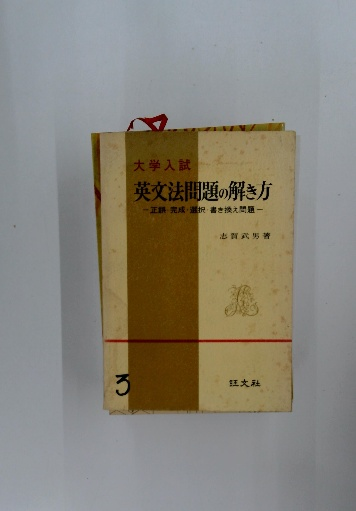 大学入試
英文法問題の解き方
—正誤・完成・選択・書き換え問題—
志賀武男著
3
旺文社